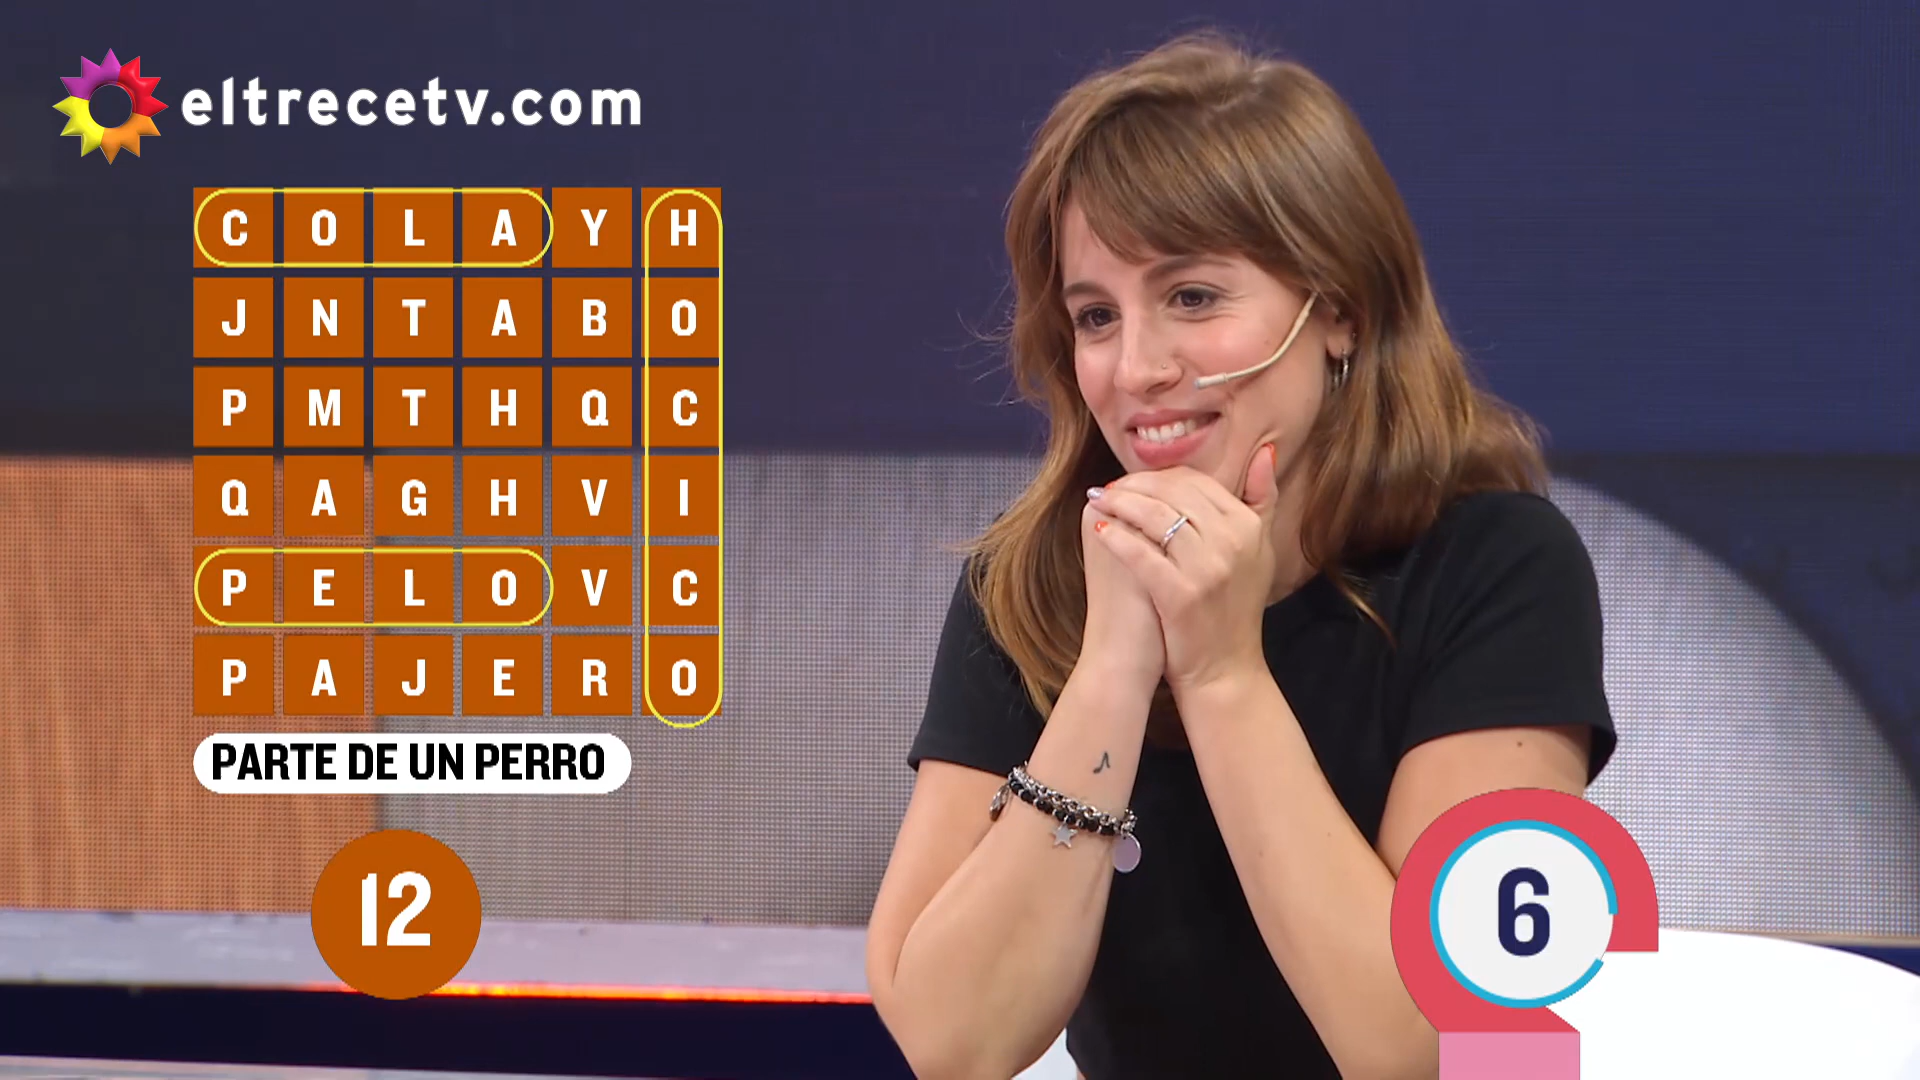 eltrecetv.com
C O L A Y H
J N T A B O
P M T H Q C
Q A G H V I
P E L O V C
P A J E R O
PARTE DE UN PERRO
12
6